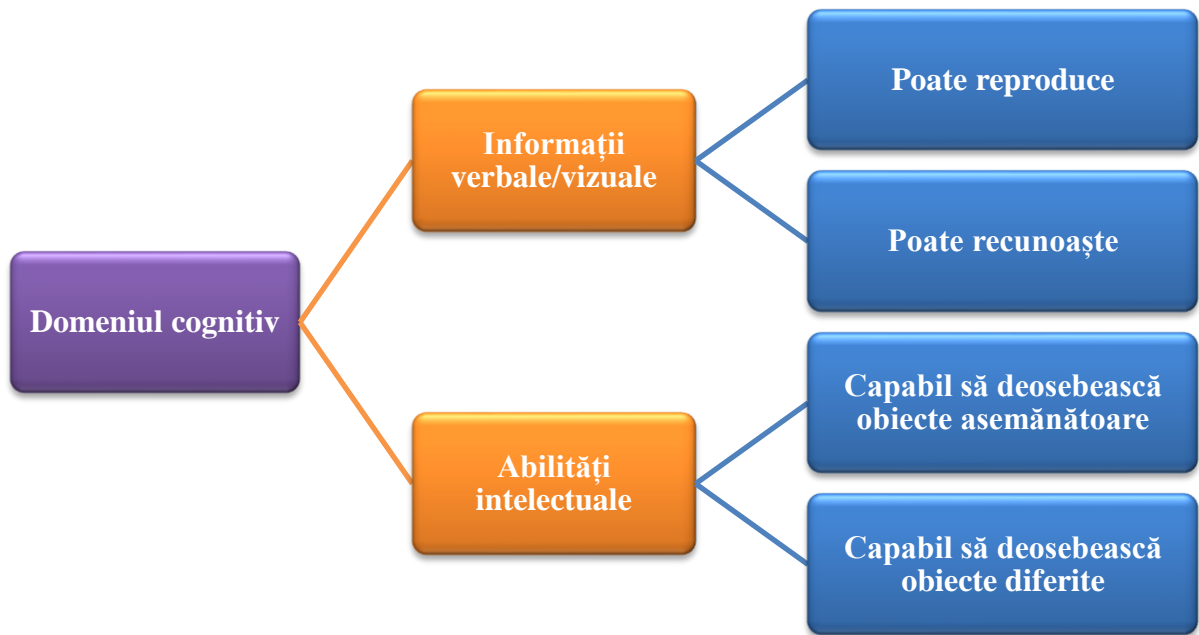 Domeniul cognitiv
Informații
verbale/vizuale
Poate reproduce
Poate recunoaște
Abilități
intelectuale
Capabil să deosebească
obiecte asemănătoare
Capabil să deosebească
obiecte diferite